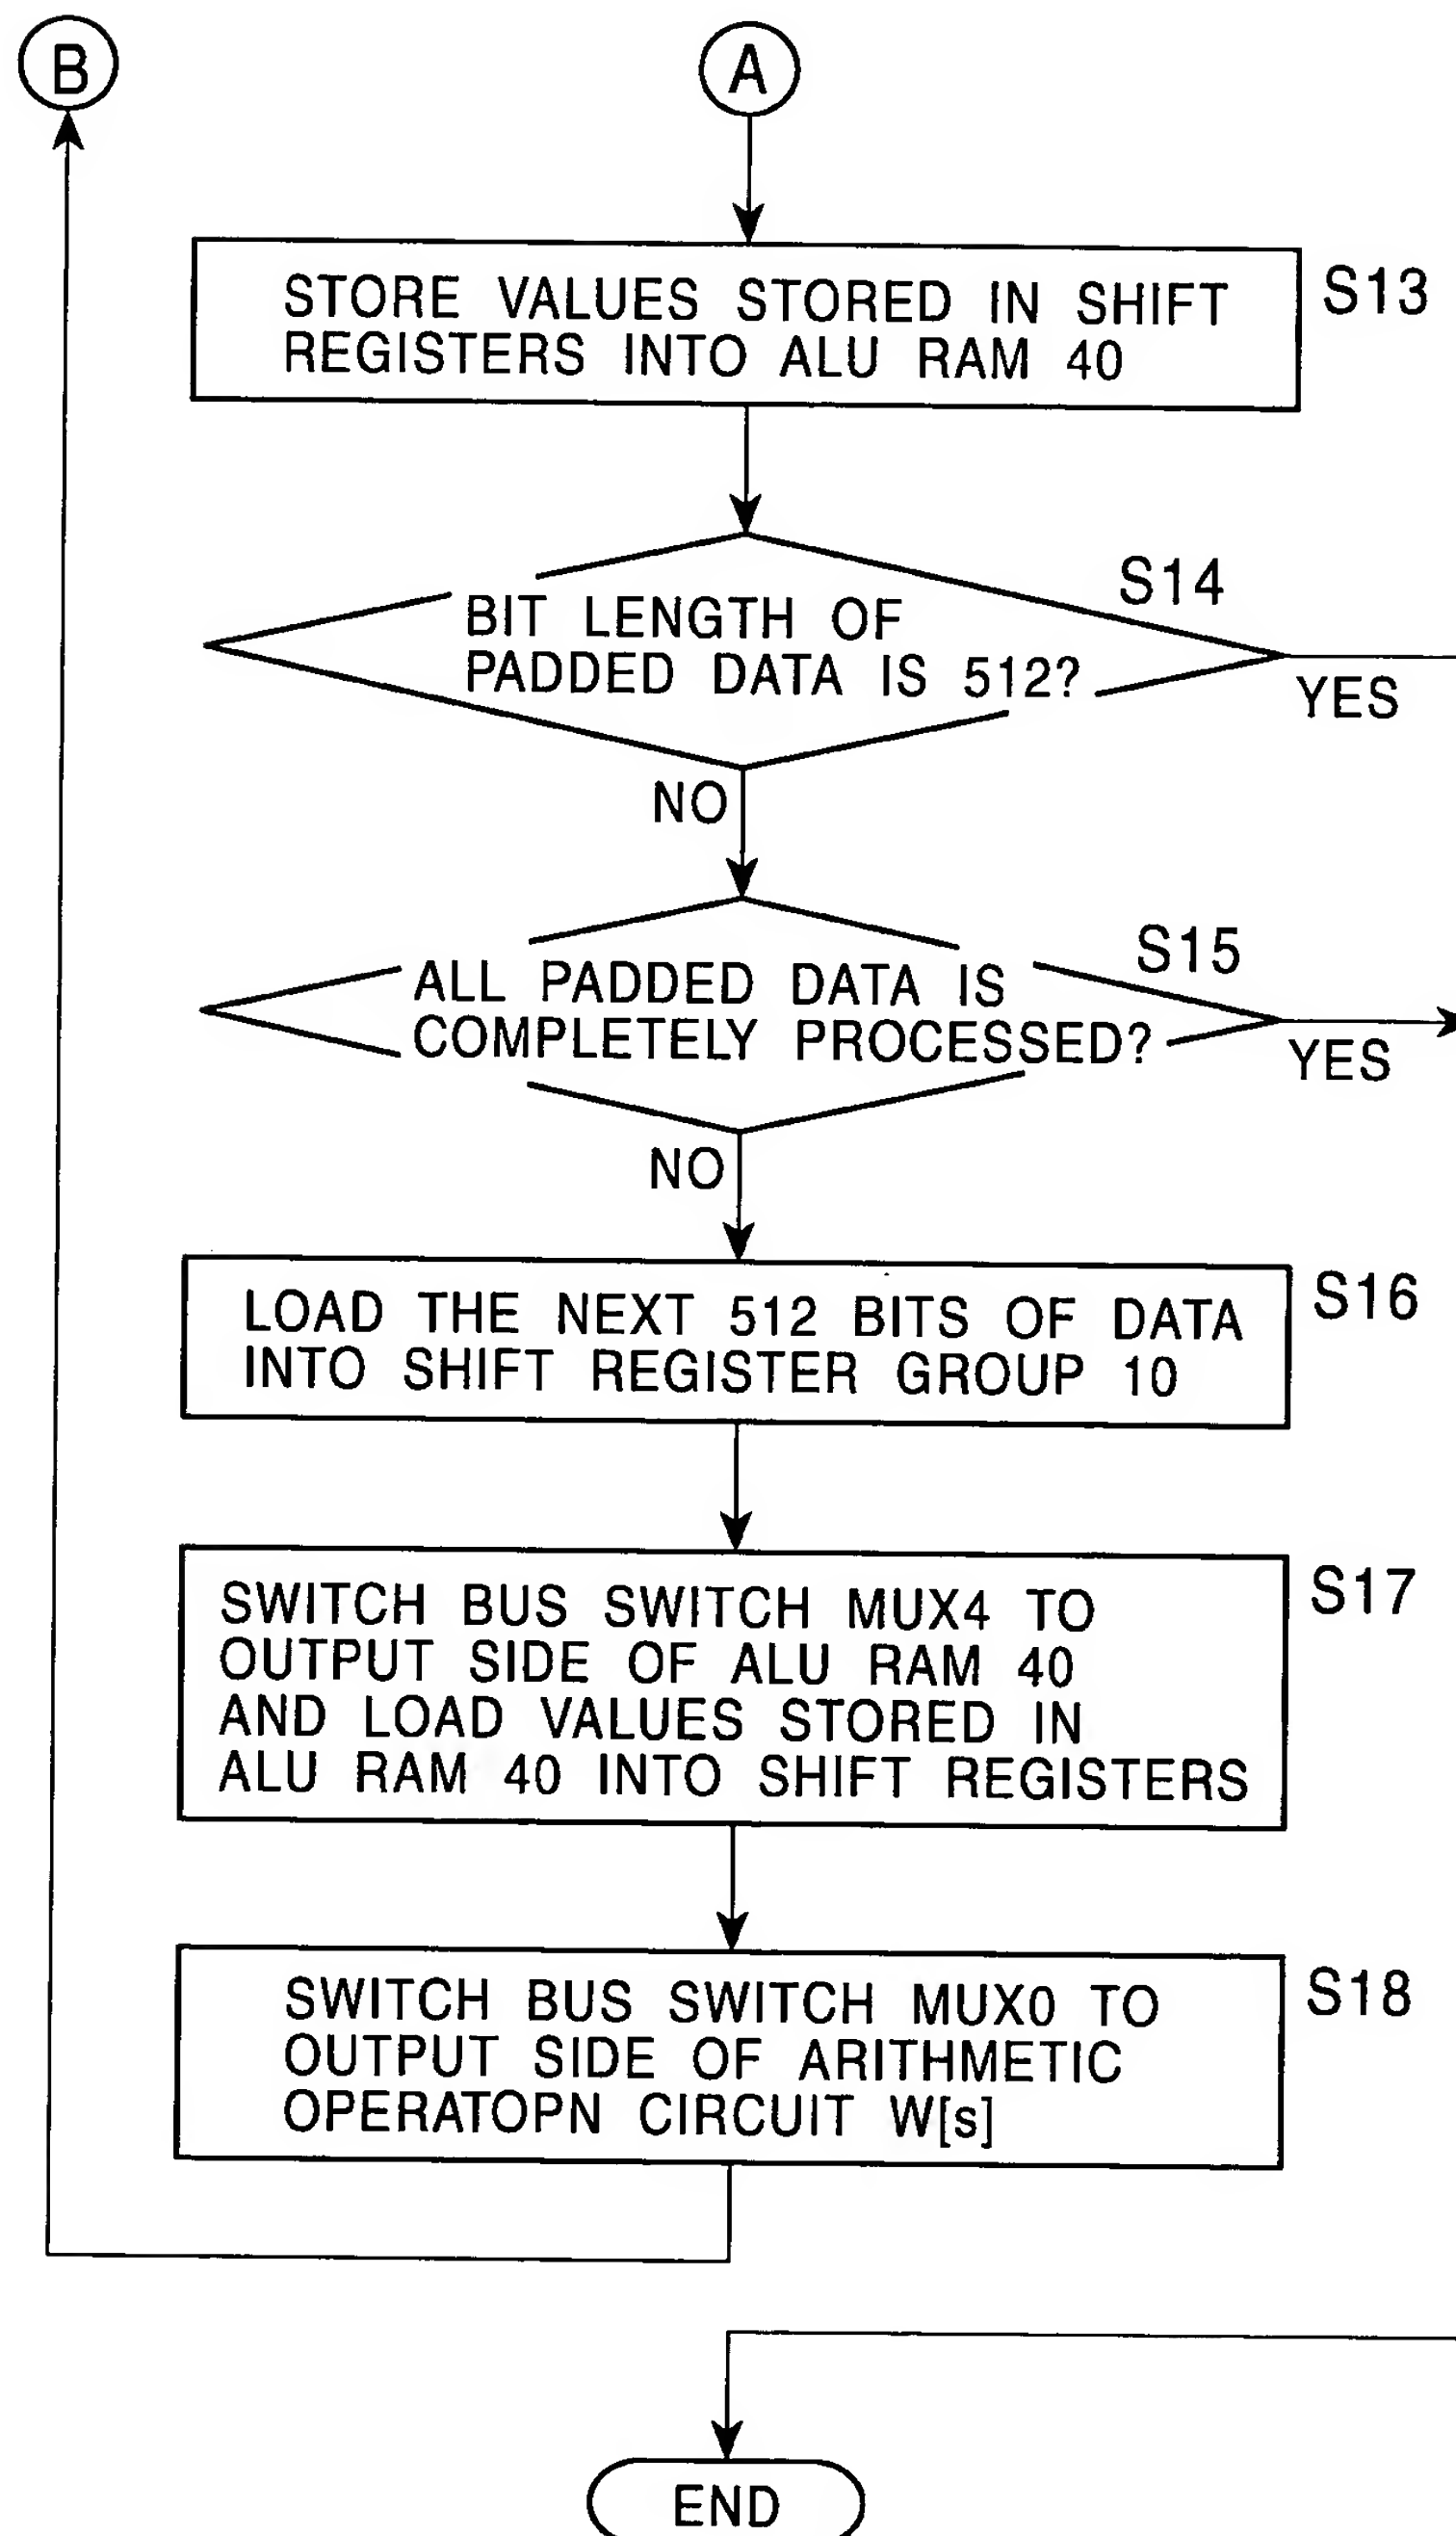 B
A
STORE VALUES STORED IN SHIFT
REGISTERS INTO ALU RAM 40
S13
S14
BIT LENGTH OF
PADDED DATA IS 512?
YES
NO
S15
ALL PADDED DATA IS
COMPLETELY PROCESSED?
YES
NO
S16
LOAD THE NEXT 512 BITS OF DATA
INTO SHIFT REGISTER GROUP 10
S17
SWITCH BUS SWITCH MUX4 TO
OUTPUT SIDE OF ALU RAM 40
AND LOAD VALUES STORED IN
ALU RAM 40 INTO SHIFT REGISTERS
S18
SWITCH BUS SWITCH MUX0 TO
OUTPUT SIDE OF ARITHMETIC
OPERATOPN CIRCUIT W[s]
END